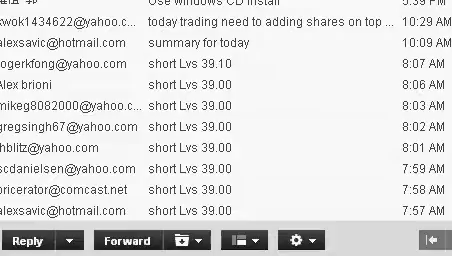 Use windows CD install 5:39 PM
kwok1434622@yahoo.c... today trading need to adding shares on top ... 10:29 AM
alexsavic@hotmail.com summary for today 10:09 AM
rogerkfong@yahoo.com short Lvs 39.10 8:07 AM
Alex brioni short Lvs 39.00 8:06 AM
mikeg8082000@yahoo.c... short Lvs 39.00 8:03 AM
gregsingh67@yahoo.com short Lvs 39.00 8:02 AM
hblitz@yahoo.com short Lvs 39.00 8:01 AM
scdanielsen@yahoo.com short Lvs 39.00 7:59 AM
pricerator@comcast.net short Lvs 39.00 7:58 AM
alexsavic@hotmail.com short Lvs 39.00 7:57 AM
Reply Forward